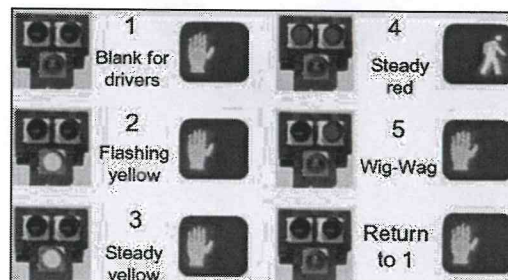 1
Blank for
drivers
2
Flashing
yellow
3
Steady
yellow
4
Steady
red
5
Wig-Wag
Return
to 1